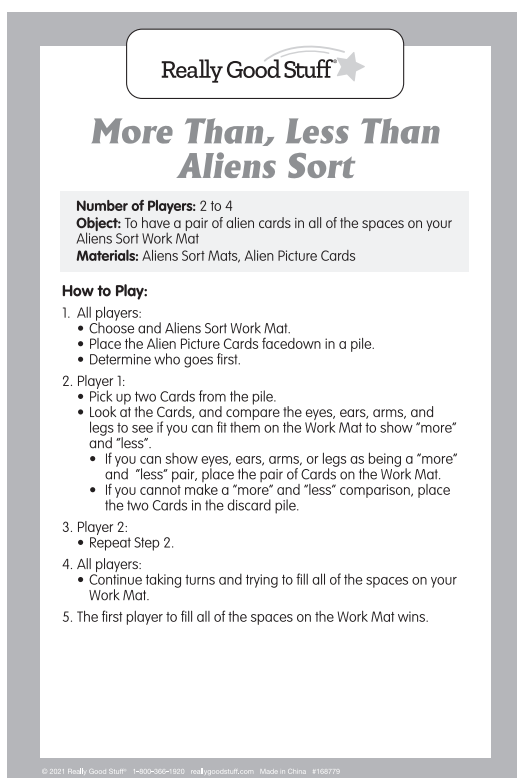 Really Good Stuff®
More Than, Less Than
Aliens Sort
Number of Players: 2 to 4
Object: To have a pair of alien cards in all of the spaces on your
Aliens Sort Work Mat
Materials: Aliens Sort Mats, Alien Picture Cards
How to Play:
1. All players:
• Choose and Aliens Sort Work Mat.
• Place the Alien Picture Cards facedown in a pile.
• Determine who goes first.
2. Player 1:
• Pick up two Cards from the pile.
• Look at the Cards, and compare the eyes, ears, arms, and
legs to see if you can fit them on the Work Mat to show “more”
and “less”.
• If you can show eyes, ears, arms, or legs as being a “more”
and “less” pair, place the pair of Cards on the Work Mat.
• If you cannot make a “more” and “less” comparison, place
the two Cards in the discard pile.
3. Player 2:
• Repeat Step 2.
4. All players:
• Continue taking turns and trying to fill all of the spaces on your
Work Mat.
5. The first player to fill all of the spaces on the Work Mat wins.
© 2021 Really Good Stuff® 1-800-366-1920 reallygoodstuff.com Made in China #168779